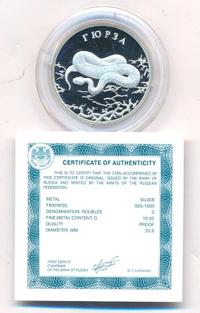 ГЮРЗА
CERTIFICATE OF AUTHENTICITY
THIS IS TO CERTIFY THAT THE COIN ACCOMPANIED BY
THIS CERTIFICATE IS ORIGINAL, ISSUED BY THE BANK OF
RUSSIA AND MINTED BY THE MINTS OF THE RUSSIAN
FEDERATION.
METAL SILVER
FINENESS 925/1000
DENOMINATION, ROUBLES 2
FINE METAL CONTENT, G 15.50
QUALITY PROOF
DIAMETER, MM 33.0
FIRST DEPUTY
CHAIRMAN
OF THE BANK OF RUSSIA